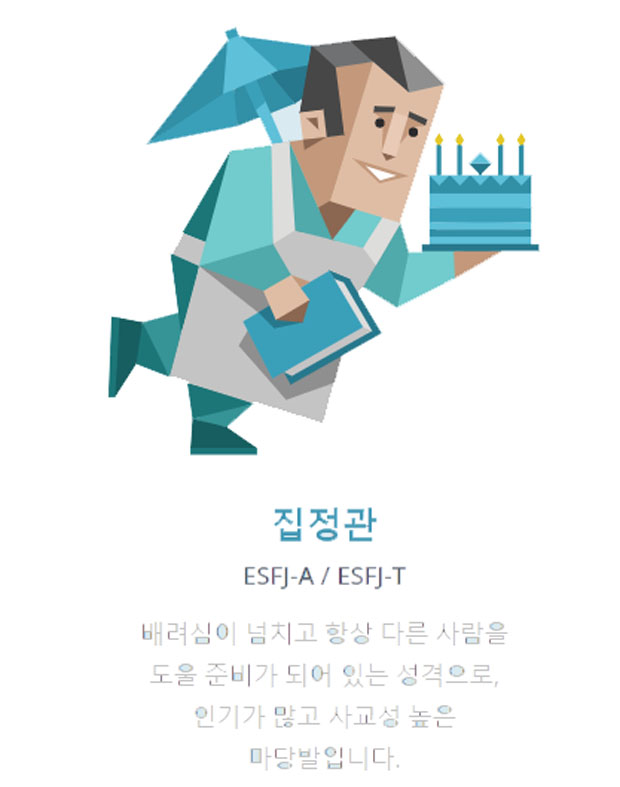 집정관
ESFJ-A / ESFJ-T
배려심이 넘치고 항상 다른 사람을
도울 준비가 되어 있는 성격으로,
인기가 많고 사교성 높은
마당발입니다.